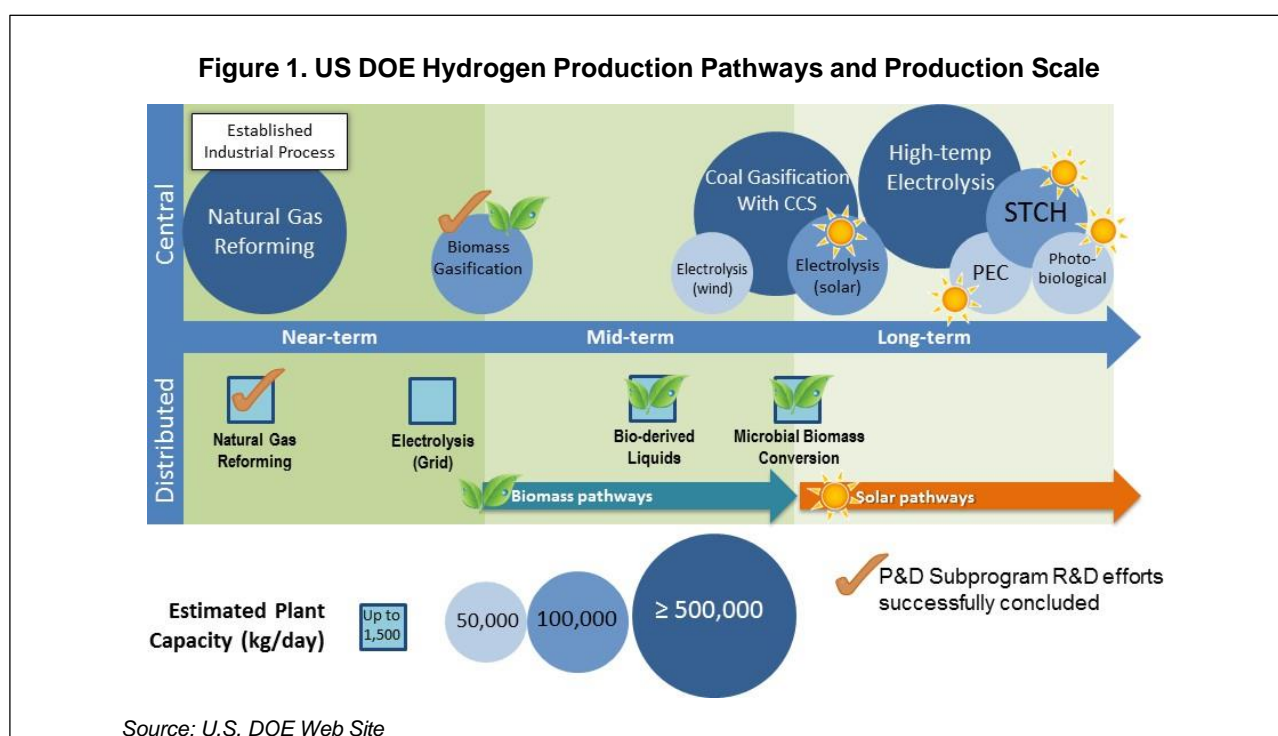 Figure 1. US DOE Hydrogen Production Pathways and Production Scale
Central
Established
Industrial Process
Natural Gas
Reforming
Biomass
Gasification
Coal Gasification
With CCS
Electrolysis
(wind)
Electrolysis
(solar)
High-temp
Electrolysis
STCH
PEC
Photo-
biological
Near-term
Mid-term
Long-term
Distributed
Natural Gas
Reforming
Electrolysis
(Grid)
Bio-derived
Liquids
Microbial Biomass
Conversion
Biomass pathways
Solar pathways
Estimated Plant
Capacity (kg/day)
Up to
1,500
50,000
100,000
≥ 500,000
P&D Subprogram R&D efforts
successfully concluded
Source: U.S. DOE Web Site